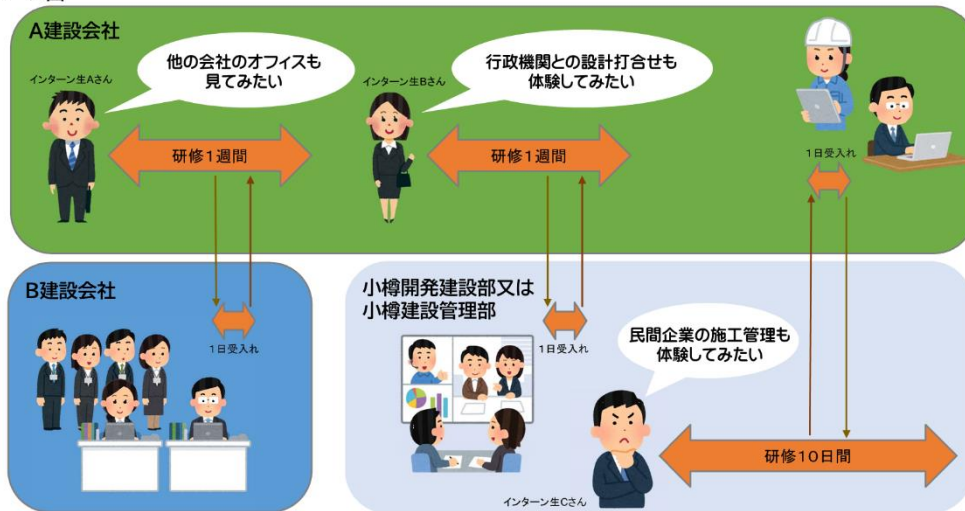 A建設会社
他の会社のオフィスも
見てみたい
インターン生Aさん
研修1週間
行政機関との設計打合せも
体験してみたい
インターン生Bさん
研修1週間
1日受入れ
B建設会社
1日受入れ
小樽開発建設部又は
小樽建設管理部
1日受入れ
民間企業の施工管理も
体験してみたい
インターン生Cさん
研修10日間